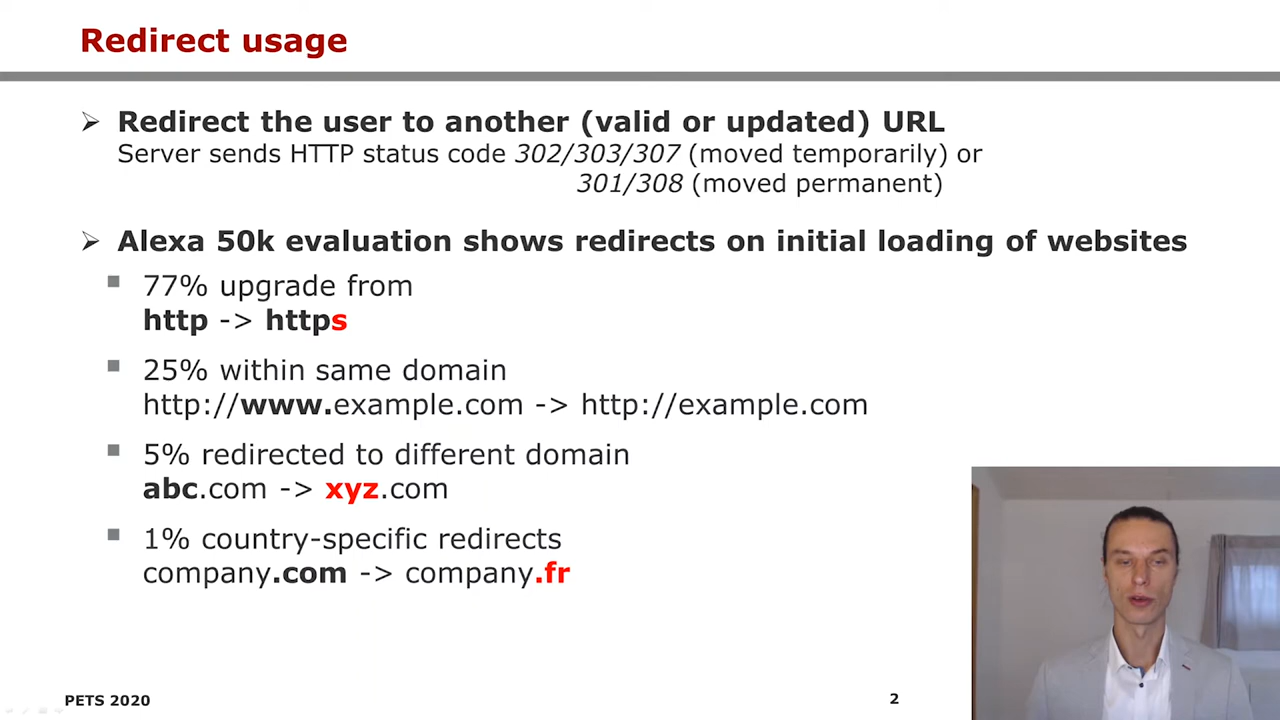 Redirect usage
Redirect the user to another (valid or updated) URL
Server sends HTTP status code 302/303/307 (moved temporarily) or
301/308 (moved permanent)
Alexa 50k evaluation shows redirects on initial loading of websites
77% upgrade from
http -> https
25% within same domain
http://www.example.com -> http://example.com
5% redirected to different domain
abc.com -> xyz.com
1% country-specific redirects
company.com -> company.fr
PETS 2020
2